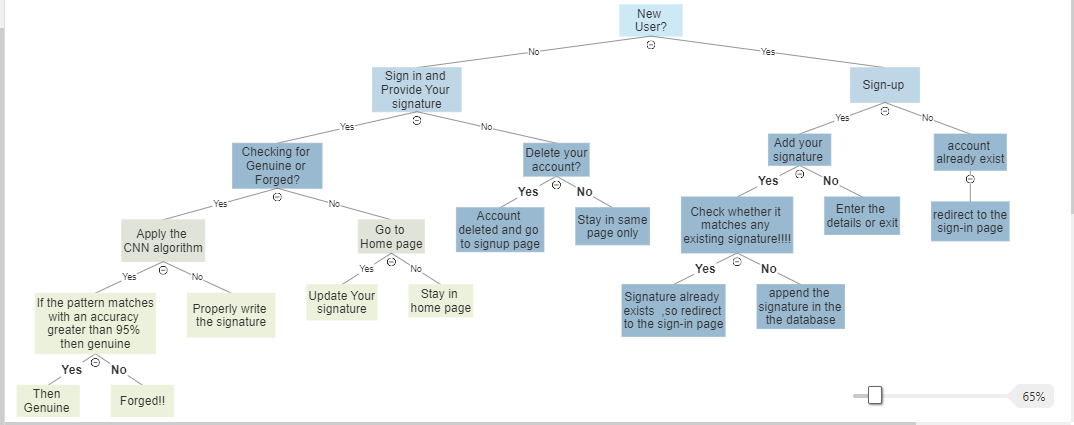 New
User?
No
Yes
Sign in and
Provide Your
signature
Sign-up
Yes
No
Yes
No
Checking for
Genuine or
Forged?
Delete your
account?
Add your
signature
account
already exist
Yes
No
Yes
No
Yes
No
Apply the
CNN algorithm
Go to
Home page
Account
deleted and go
to signup page
Stay in same
page only
Check whether it
matches any
existing signature!!!!
Enter the
details or exit
redirect to the
sign-in page
Yes
No
Yes
No
Yes
No
If the pattern matches
with an accuracy
greater than 95%
then genuine
Properly write
the signature
Update Your
signature
Stay in
home page
Signature already
exists ,so redirect
to the sign-in page
append the
signature in the
the database
Yes
No
Then
Genuine
Forged!!
65%